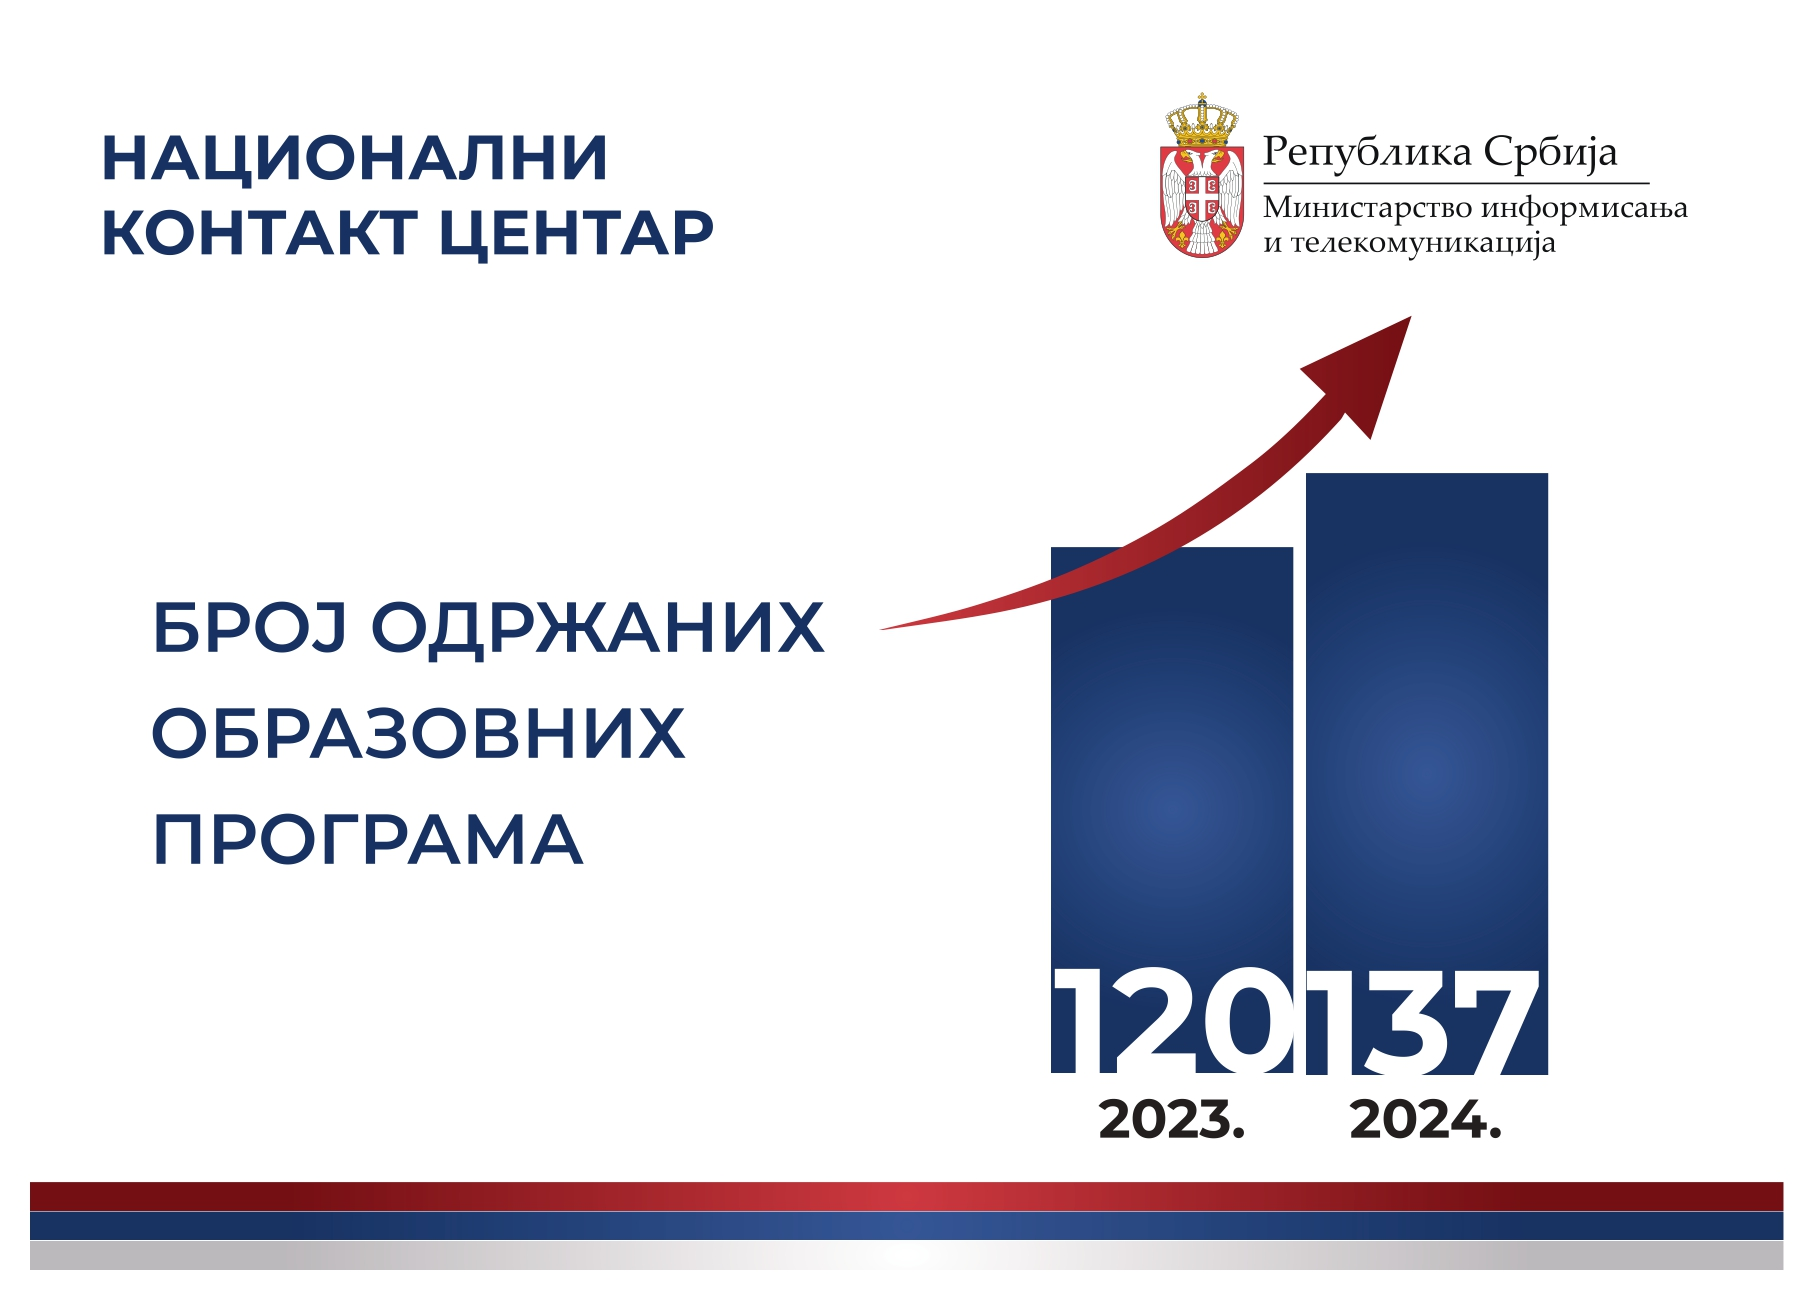 НАЦИОНАЛНИ
КОНТАКТ ЦЕНТАР
Република Србија
Министарство информисања
и телекомуникација
БРОЈ ОДРЖАНИХ
ОБРАЗОВНИХ
ПРОГРАМА
120 137
2023. 2024.